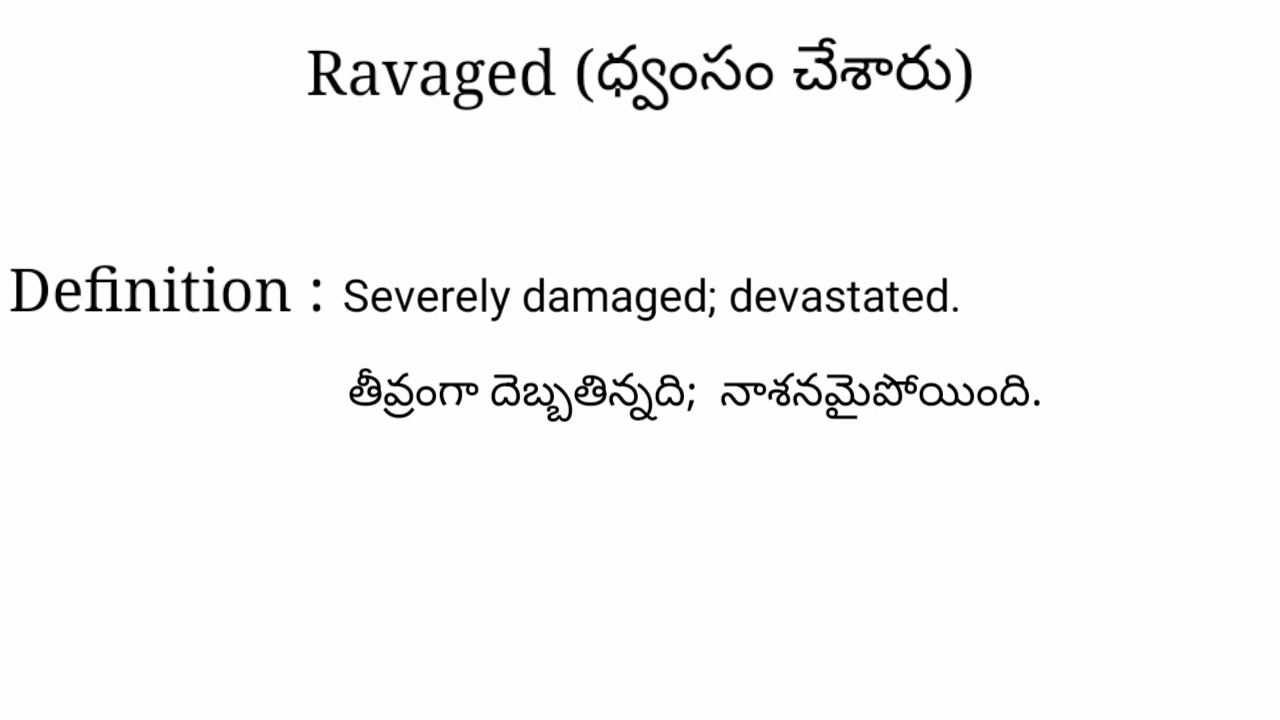 Ravaged (ధ్వంసం చేశారు)
Definition : Severely damaged; devastated.
తీవ్రంగా దెబ్బతిన్నది; నాశనమైపోయింది.